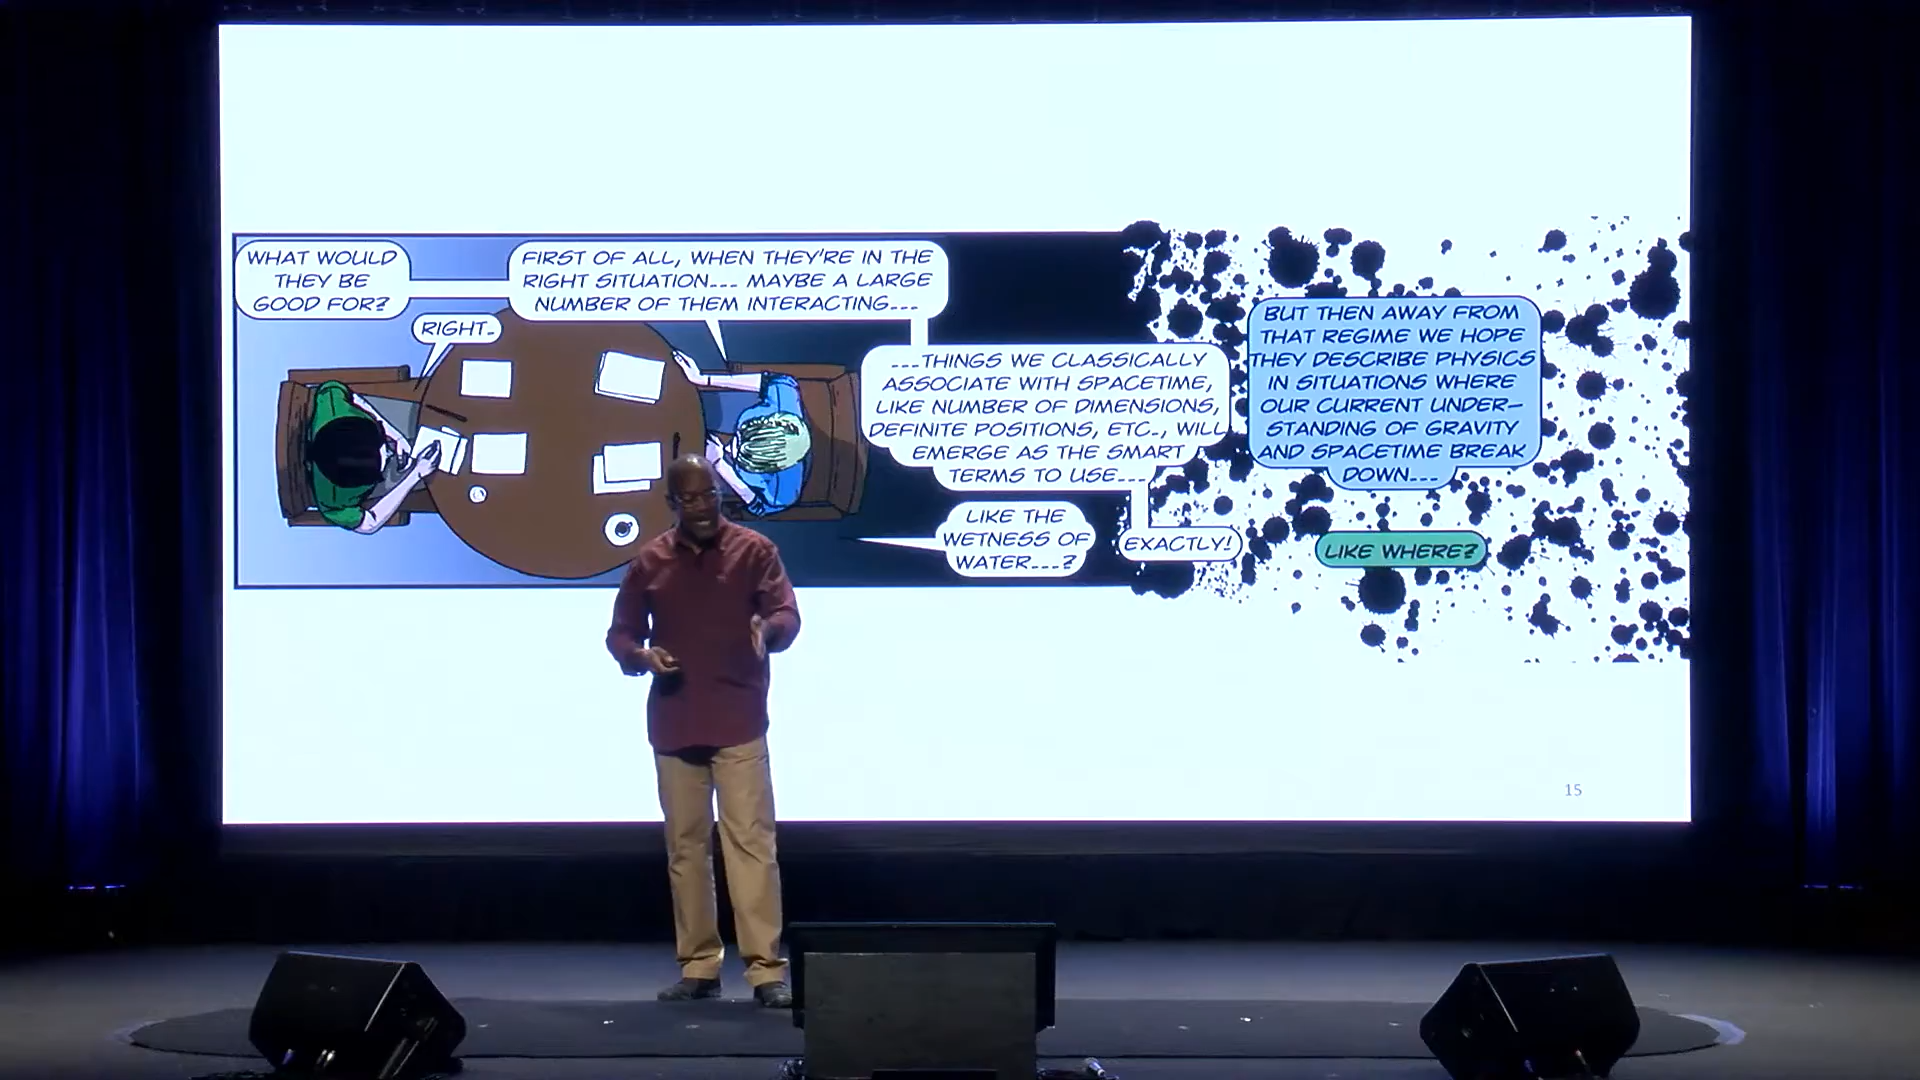 WHAT WOULD
THEY BE
GOOD FOR?
RIGHT.
FIRST OF ALL, WHEN THEY'RE IN THE
RIGHT SITUATION... MAYBE A LARGE
NUMBER OF THEM INTERACTING...
...THINGS WE CLASSICALLY
ASSOCIATE WITH SPACETIME,
LIKE NUMBER OF DIMENSIONS,
DEFINITE POSITIONS, ETC., WILL
EMERGE AS THE SMART
TERMS TO USE...
LIKE THE
WETNESS OF
WATER...?
EXACTLY!
BUT THEN AWAY FROM
THAT REGIME WE HOPE
THEY DESCRIBE PHYSICS
IN SITUATIONS WHERE
OUR CURRENT UNDER-
STANDING OF GRAVITY
AND SPACETIME BREAK
DOWN...
LIKE WHERE?
15